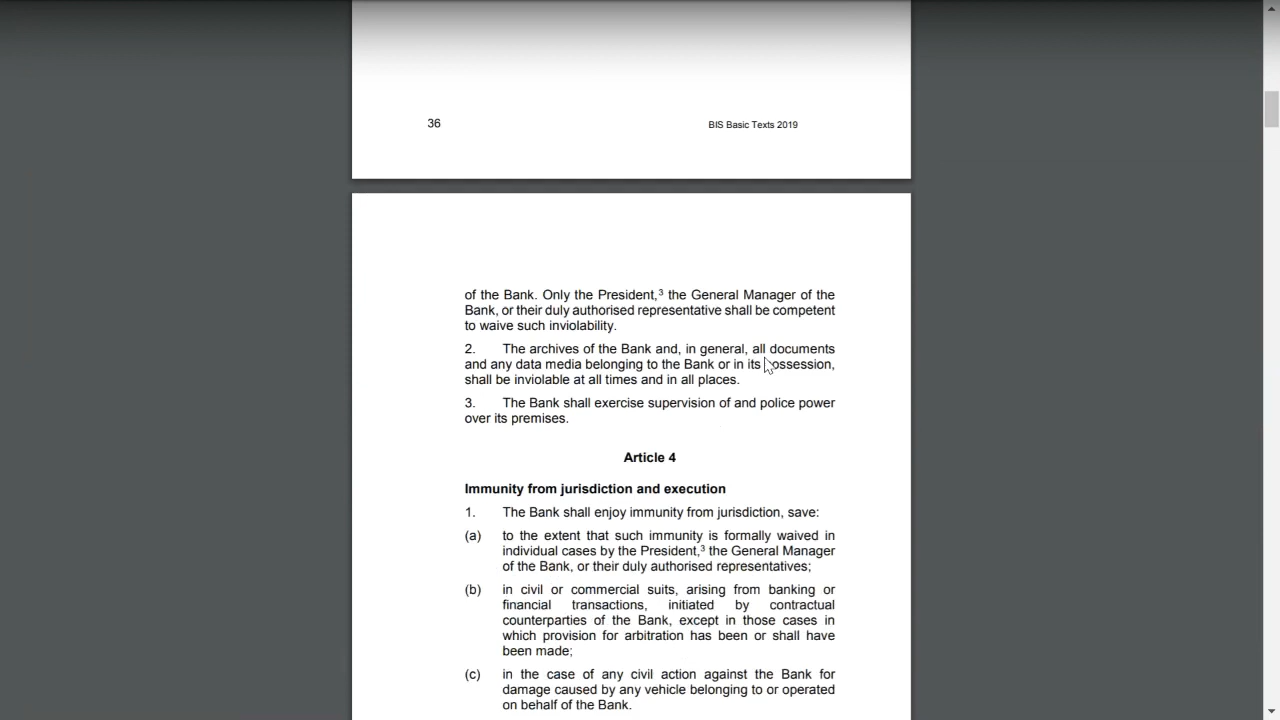 36 BIS Basic Texts 2019
of the Bank. Only the President,³ the General Manager of the
Bank, or their duly authorised representative shall be competent
to waive such inviolability.
2. The archives of the Bank and, in general, all documents
and any data media belonging to the Bank or in its possession,
shall be inviolable at all times and in all places.
3. The Bank shall exercise supervision of and police power
over its premises.
Article 4
Immunity from jurisdiction and execution
1. The Bank shall enjoy immunity from jurisdiction, save:
(a) to the extent that such immunity is formally waived in
individual cases by the President,³ the General Manager
of the Bank, or their duly authorised representatives;
(b) in civil or commercial suits, arising from banking or
financial transactions, initiated by contractual
counterparties of the Bank, except in those cases in
which provision for arbitration has been or shall have
been made;
(c) in the case of any civil action against the Bank for
damage caused by any vehicle belonging to or operated
on behalf of the Bank.